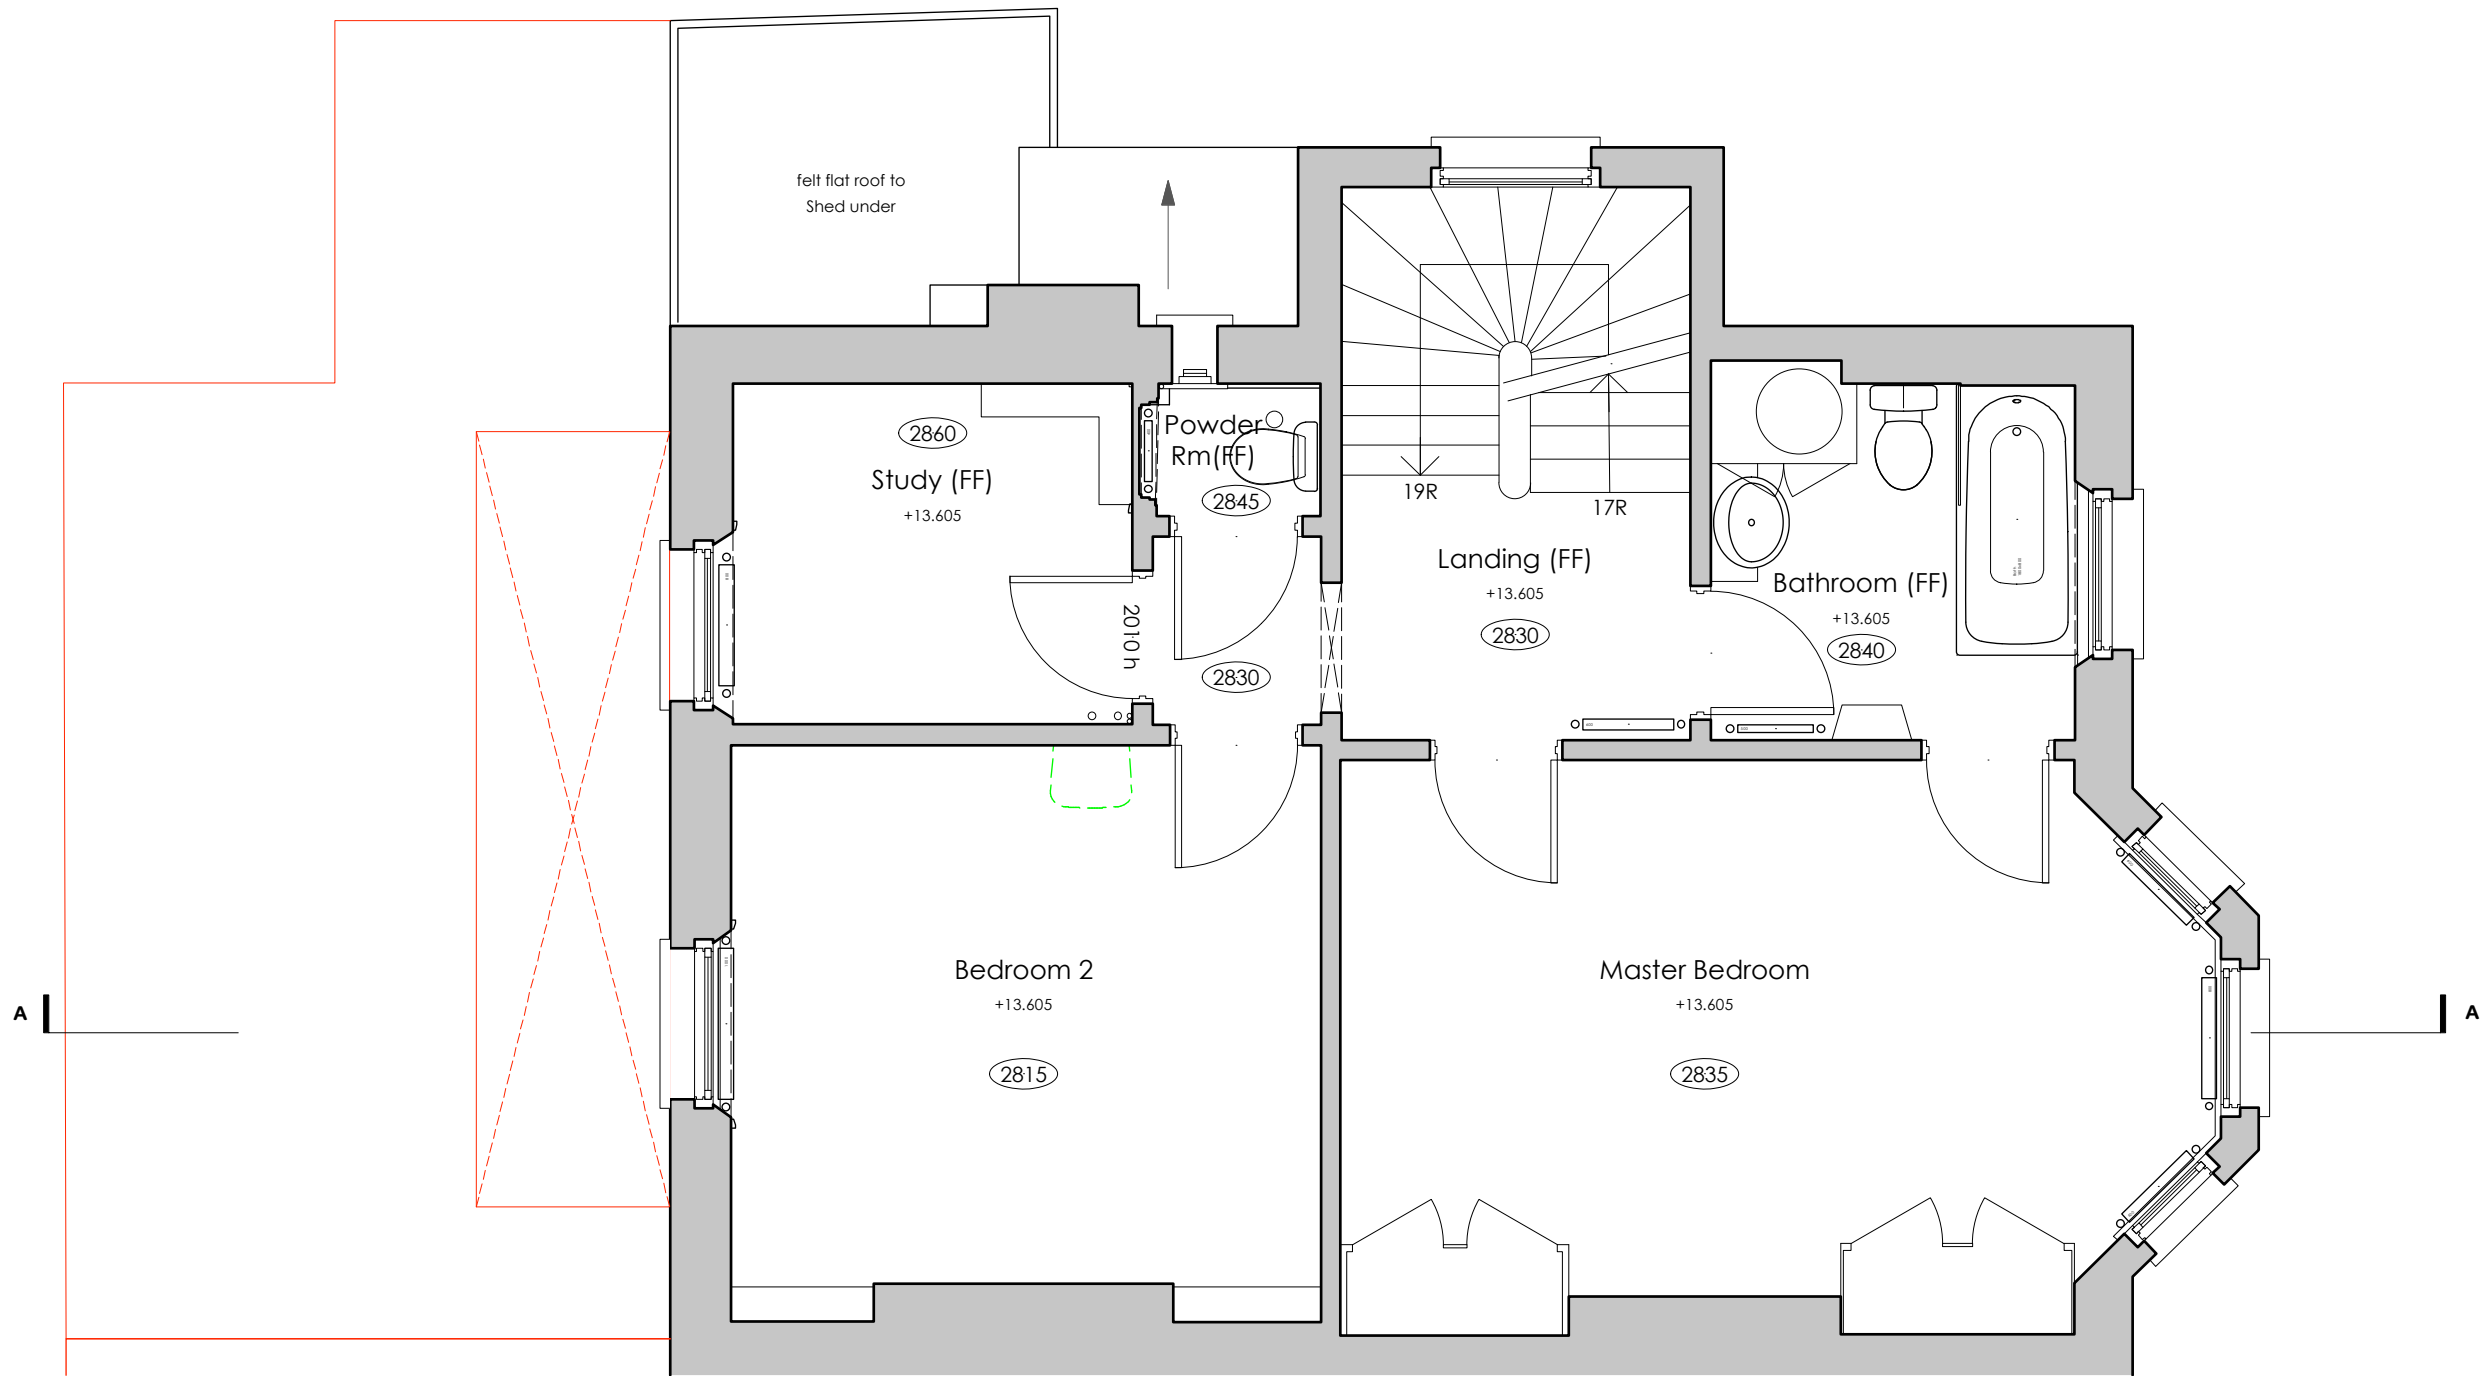 felt flat roof to
Shed under
2860
Study (FF)
+13.605
Powder
Rm(FF)
2845
19R
17R
Landing (FF)
+13.605
2830
Bathroom (FF)
+13.605
2840
2010 h
2830
Bedroom 2
+13.605
2815
Master Bedroom
+13.605
2835
A
A